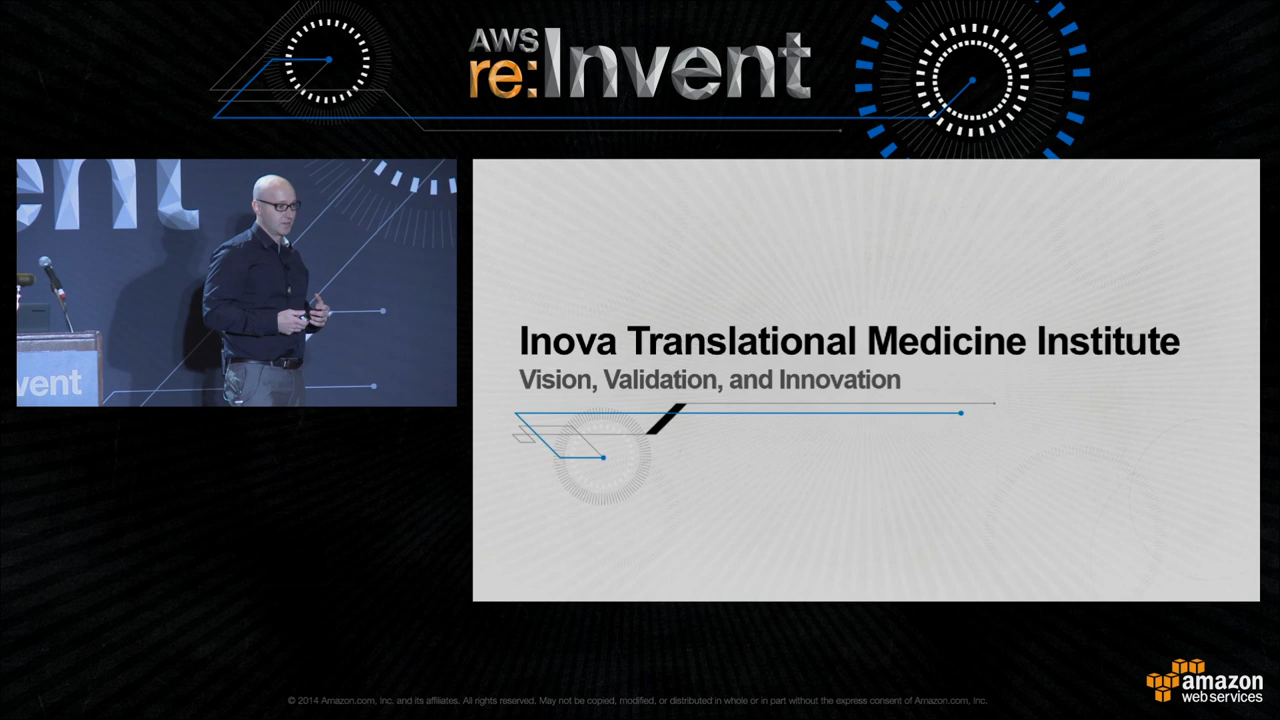 AWS
re:Invent
ent
vent
Inova Translational Medicine Institute
Vision, Validation, and Innovation
© 2014 Amazon.com, Inc. and its affiliates. All rights reserved. May not be copied, modified, or distributed in whole or in part without the express consent of Amazon.com, Inc.
amazon
web services